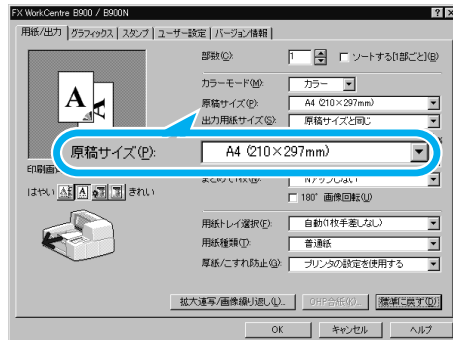 FX WorkCentre B900 / B900N
用紙/出力 グラフィックス スタンプ ユーザー設定 バージョン情報
部数(C): 1 ソートする[1部ごと](B)
カラーモード(M): カラー
原稿サイズ(P): A4 (210×297mm)
出力用紙サイズ(S): 原稿サイズと同じ
原稿サイズ(P): A4 (210×297mm)
はやい きれい
Nアップしない
180° 画像回転(U)
用紙トレイ選択(F): 自動(1枚手差しなし)
用紙種類(T): 普通紙
厚紙/こすれ防止(G): プリンタの設定を使用する
拡大連写/画像繰り返し(L)... OHP合紙(K)... 標準に戻す(D)
OK キャンセル ヘルプ